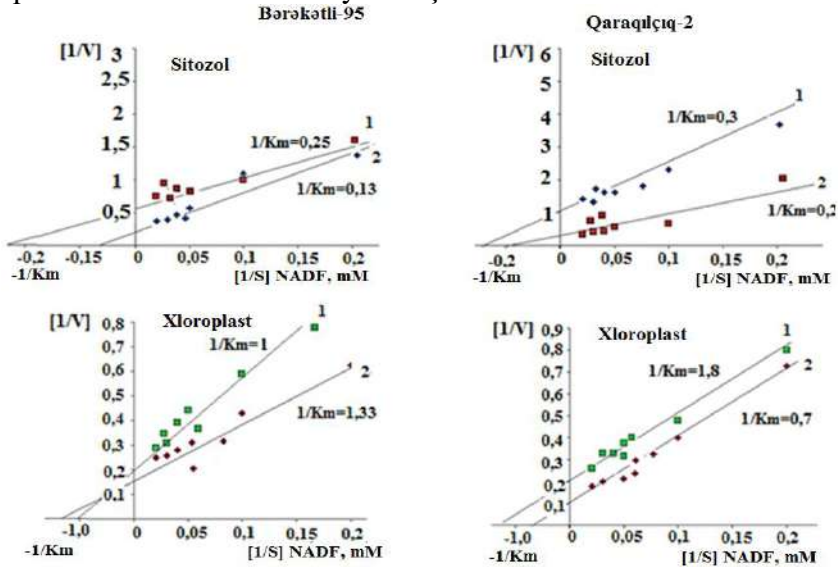 Bərəkətli-95
[1/V]
Sitozol
3
2,5
2
1,5
1
0,5
1/Km=0,25
1/Km=0,13
1
2
-0,2
-0,15
0
0,05
0,1
0,15
0,2
-1/Km
[1/S] NADF, mM
Qaraqılçıq-2
[1/V]
Sitozol
6
5
4
3
2
1
1/Km=0,3
1/Km=0,2
1
2
-0,2
0
0,05
0,1
0,15
0,2
-1/Km
[1/S] NADF, mM
[1/V]
Xloroplast
0,8
0,7
0,6
0,5
0,4
0,3
0,2
0,1
1/Km=1
1/Km=1,33
1
2
-1,0
0
0,05
0,1
0,15
0,2
-1/Km
[1/S] NADF, mM
[1/V]
Xloroplast
0,9
0,8
0,7
0,6
0,5
0,4
0,3
0,2
0,1
1/Km=1,8
1/Km=0,7
1
2
-1,0
0
0,05
0,1
0,15
0,2
-1/Km
[1/S] NADF, mM